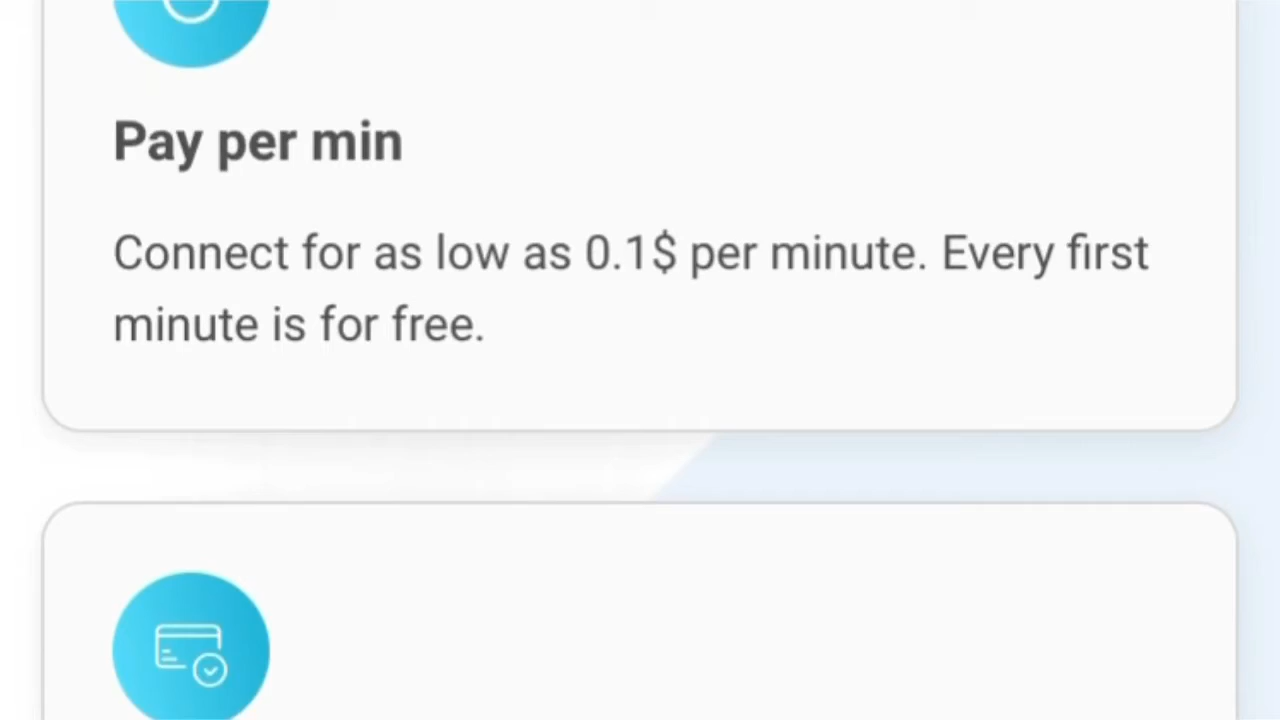 Pay per min
Connect for as low as 0.1$ per minute. Every first
minute is for free.